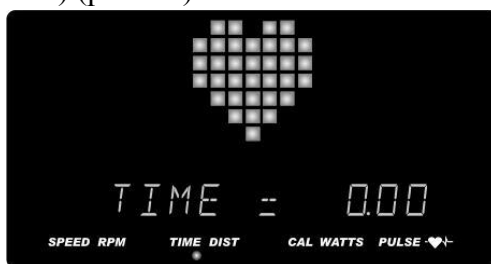 TIME = 0.00
SPEED RPM TIME DIST CAL WATTS PULSE